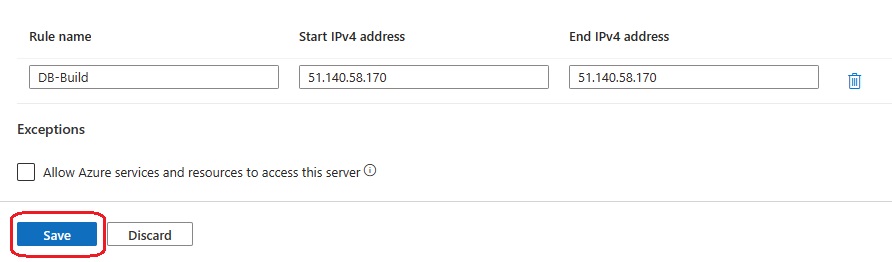 Rule name Start IPv4 address End IPv4 address
DB-Build 51.140.58.170 51.140.58.170
Exceptions
Allow Azure services and resources to access this server
Save Discard